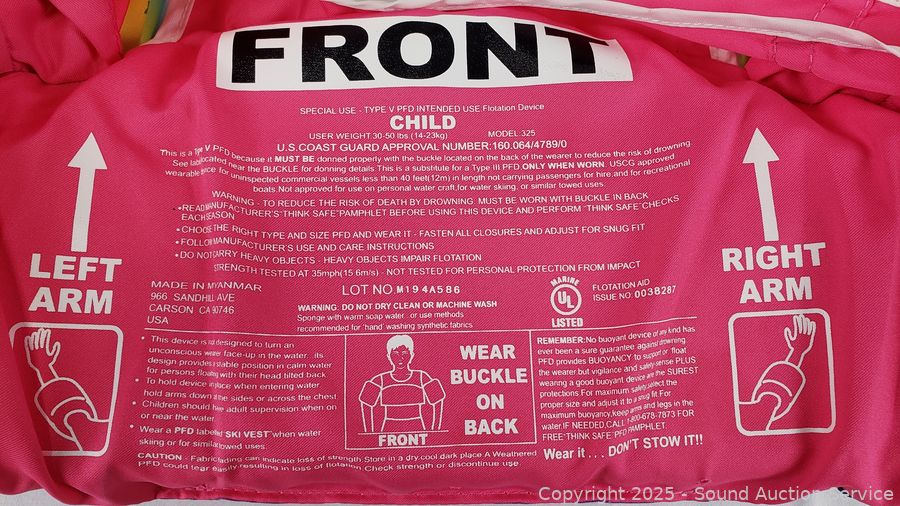 FRONT
SPECIAL USE - TYPE V PFD INTENDED USE Flotation Device
CHILD
USER WEIGHT 30-50 lbs.(14-23kg) MODEL:325
U.S.COAST GUARD APPROVAL NUMBER:160.064/4789/0
This is a Type V PFD because it MUST BE donned properly with the buckle located on the back of the wearer to reduce the risk of drowning.
See label located near the BUCKLE for donning details. This is a substitute for a Type III PFD ONLY WHEN WORN. USCG approved
wearable for uninspected commercial vessels less than 40 feet(12m) in length not carrying passengers for hire.and for recreational
boats.Not approved for use on personal water craft,for water skiing, or similar towed uses.
WARNING - TO REDUCE THE RISK OF DEATH BY DROWNING. MUST BE WORN WITH BUCKLE IN BACK
•READ MANUFACTURER'S "THINK SAFE" PAMPHLET BEFORE USING THIS DEVICE AND PERFORM "THINK SAFE" CHECKS
EACH SEASON
•CHOOSE THE RIGHT TYPE AND SIZE PFD AND WEAR IT - FASTEN ALL CLOSURES AND ADJUST FOR SNUG FIT
•FOLLOW MANUFACTURER'S USE AND CARE INSTRUCTIONS
•DO NOT CARRY HEAVY OBJECTS - HEAVY OBJECTS IMPAIR FLOTATION
STRENGTH TESTED AT 35mph(15.6m/s) - NOT TESTED FOR PERSONAL PROTECTION FROM IMPACT
LEFT
ARM
RIGHT
ARM
MADE IN MYANMAR
966 SANDHILL AVE
CARSON CA 90746
USA
LOT NO. M194A586
WARNING: DO NOT DRY CLEAN OR MACHINE WASH
Sponge with warm soap water . or use methods
recommended for 'hand' washing synthetic fabrics
MARINE
UL
LISTED
FLOTATION AID
ISSUE NO. 003B287
• This device is not designed to turn an
unconscious wearer face-up in the water. its
design provides stable position in calm water
for persons floating with their head tilted back.
• To hold device in place when entering water.
hold arms down at the sides or across the chest
• Children should have adult supervision when on
or near the water.
• Wear a PFD labeled "SKI VEST" when water
skiing or for similar towed uses.
FRONT
WEAR
BUCKLE
ON
BACK
REMEMBER: No buoyant device of any kind has
ever been a sure guarantee against drowning
PFD provides BUOYANCY to support or float
the wearer.but vigilance and safety-sense PLUS
wearing a good buoyant device are the SUREST
protections.For maximum safety,select the
proper size and adjust it to a snug fit.For
maximum buoyancy,keep arms and legs in the
water.IF NEEDED.CALL 1-800-678-7873 FOR
FREE 'THINK SAFE' PFD PAMPHLET.
CAUTION - Fabric fading can indicate loss of strength.Store in a dry.cool dark place A Weathered
PFD could tear easily resulting in loss of flotation Check strength or discontinue use.
Wear it . . . DON'T STOW IT!!
Copyright © 2025 - Sound Auction Service